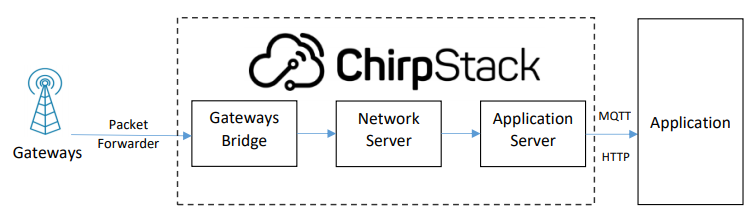 ChirpStack
Gateways
Packet
Forwarder
Gateways
Bridge
Network
Server
Application
Server
MQTT
HTTP
Application